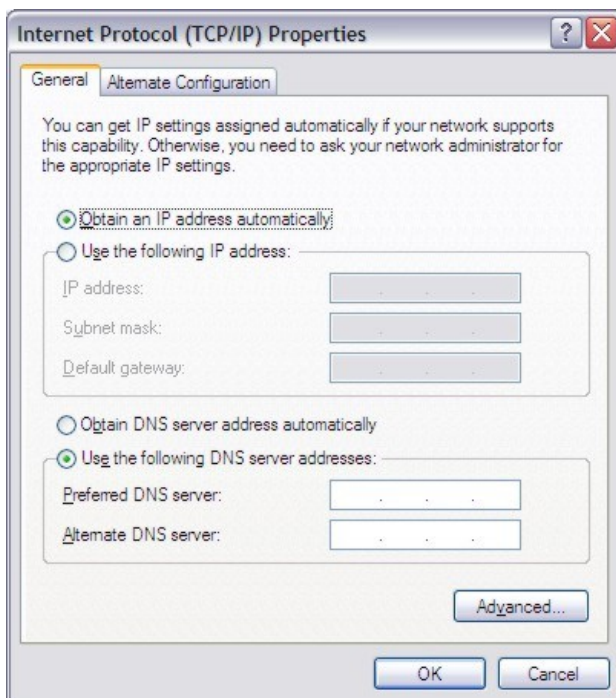 Internet Protocol (TCP/IP) Properties
General
Alternate Configuration
You can get IP settings assigned automatically if your network supports
this capability. Otherwise, you need to ask your network administrator for
the appropriate IP settings.
Obtain an IP address automatically
Use the following IP address:
IP address:
Subnet mask:
Default gateway:
Obtain DNS server address automatically
Use the following DNS server addresses:
Preferred DNS server:
Alternate DNS server:
Advanced...
OK
Cancel